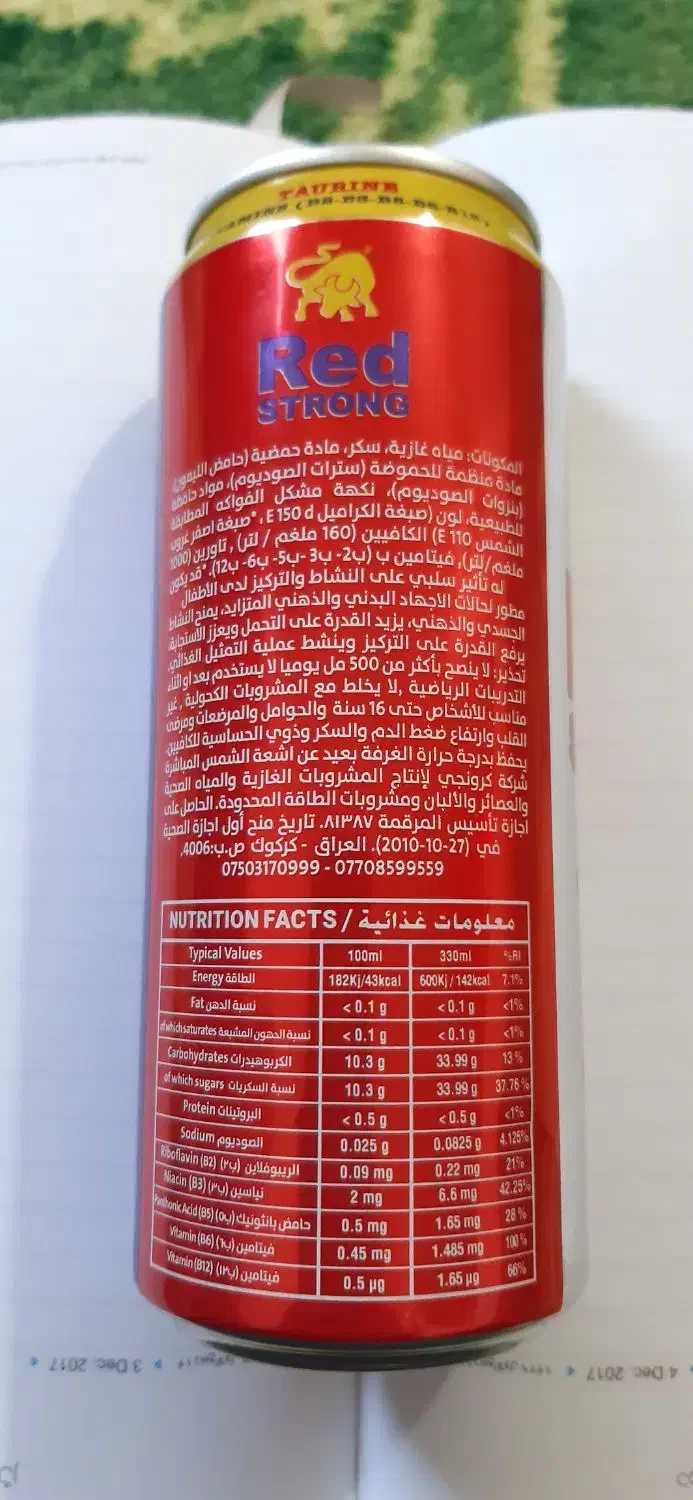 TAURINE
Red
STRONG
المكونات: مياه غازية، سكر، مادة حمضية (حامض الليمون)
مادة منظمة للحموضة (سترات الصوديوم)، مواد حافظة
(بنزوات الصوديوم)، نكهة مشكل الفواكه المطابقة
للطبيعية، لون (صبغة الكراميل E 150 d، *صبغة اصفر غروب
الشمس E 110) الكافيين (160 ملغم / لتر)، تاورين (1000
ملغم/لتر)، فيتامين ب (ب2- ب3 -ب5- ب6- ب12). *قد يكون
له تأثير سلبي على النشاط والتركيز لدى الأطفال
مطور لحالات الاجهاد البدني والذهني المتزايد، يمنح النشاط
الجسدي والذهني، يزيد القدرة على التحمل ويعزز الاستجابة،
يرفع القدرة على التركيز وينشط عملية التمثيل الغذائي
تحذير: لا ينصح بأكثر من 500 مل يوميا لا يستخدم بعد او اثناء
التدريبات الرياضية ,لا يخلط مع المشروبات الكحولية , غير
مناسب للأشخاص حتى 16 سنة والحوامل والمرضعات ومرضى
القلب وارتفاع ضغط الدم والسكر وذوي الحساسية للكافيين.
يحفظ بدرجة حرارة الغرفة بعيد عن اشعة الشمس المباشرة
شركة كرونجي لإنتاج المشروبات الغازية والمياه الصحية
والعصائر والألبان ومشروبات الطاقة المحدودة. الحاصل على
اجازة تأسيس المرقمة ٨١٣٨٧. تاريخ منح أول اجازة الصحية
في (27-10-2010). العراق - كركوك ص.ب:4006,
07503170999 - 07708599559
NUTRITION FACTS / معلومات غذائية
Typical Values 100ml 330ml %RI
Energy الطاقة 182Kj/43kcal 600Kj / 142kcal 7.1%
Fat نسبة الدهن < 0.1 g < 0.1 g <1%
of which saturates نسبة الدهون المشبعة < 0.1 g < 0.1 g <1%
Carbohydrates الكربوهيدرات 10.3 g 33.99 g 13 %
of which sugars نسبة السكريات 10.3 g 33.99 g 37.76 %
Protein البروتينات < 0.5 g < 0.5 g <1%
Sodium الصوديوم 0.025 g 0.0825 g 4.125%
Riboflavin (B2) الريبوفلاين (ب٢) 0.09 mg 0.22 mg 21%
Niacin (B3) نياسين (ب٣) 2 mg 6.6 mg 42.25%
Acid (B5) حامض بانثونيك (ب٥) 0.5 mg 1.65 mg 28 %
Vitamin (B6) فيتامين (ب٦) 0.45 mg 1.485 mg 100 %
Vitamin (B12) فيتامين (ب١٢) 0.5 µg 1.65 µg 66%
3 Dec 2017
4 Dec 2017